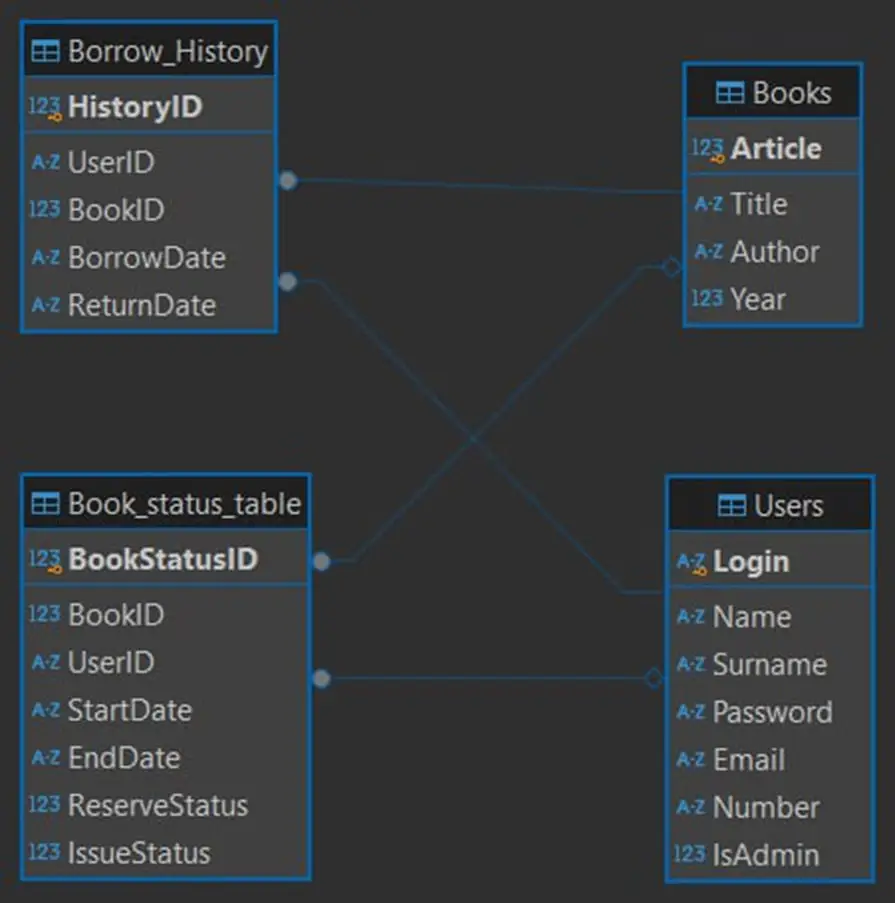 Borrow_History
123 HistoryID
A-Z UserID
123 BookID
A-Z BorrowDate
A-Z ReturnDate
Books
123 Article
A-Z Title
A-Z Author
123 Year
Book_status_table
123 BookStatusID
123 BookID
A-Z UserID
A-Z StartDate
A-Z EndDate
123 ReserveStatus
123 IssueStatus
Users
A-Z Login
A-Z Name
A-Z Surname
A-Z Password
A-Z Email
A-Z Number
123 IsAdmin